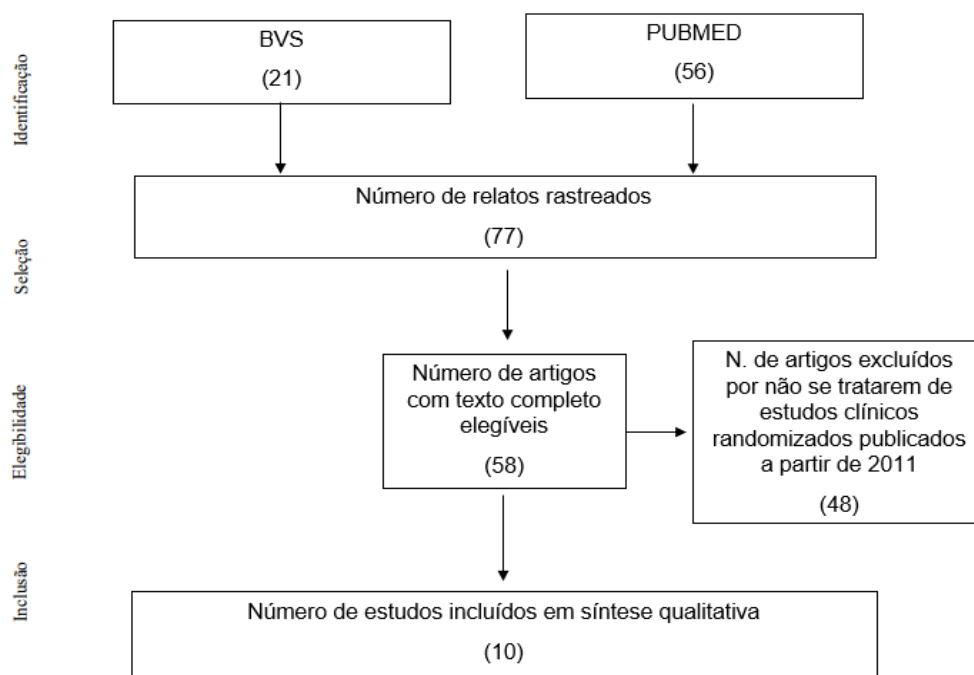 Identificação
BVS
(21)
PUBMED
(56)
Seleção
Número de relatos rastreados
(77)
Elegibilidade
Número de artigos
com texto completo
elegíveis
(58)
N. de artigos excluídos
por não se tratarem de
estudos clínicos
randomizados publicados
a partir de 2011
(48)
Inclusão
Número de estudos incluídos em síntese qualitativa
(10)